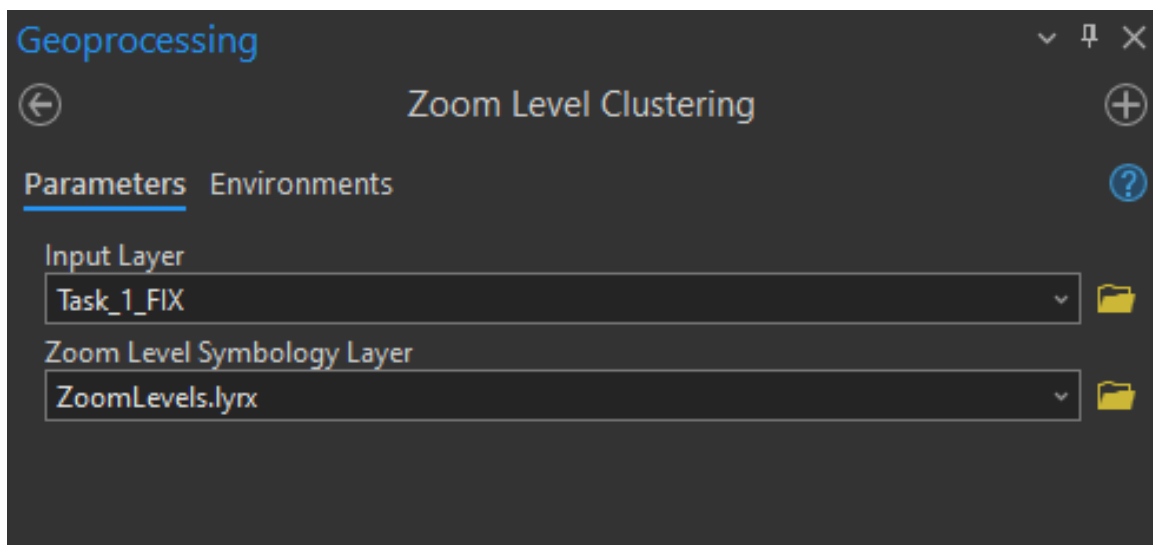 Geoprocessing
Zoom Level Clustering
Parameters Environments
Input Layer
Task_1_FIX
Zoom Level Symbology Layer
ZoomLevels.lyrx